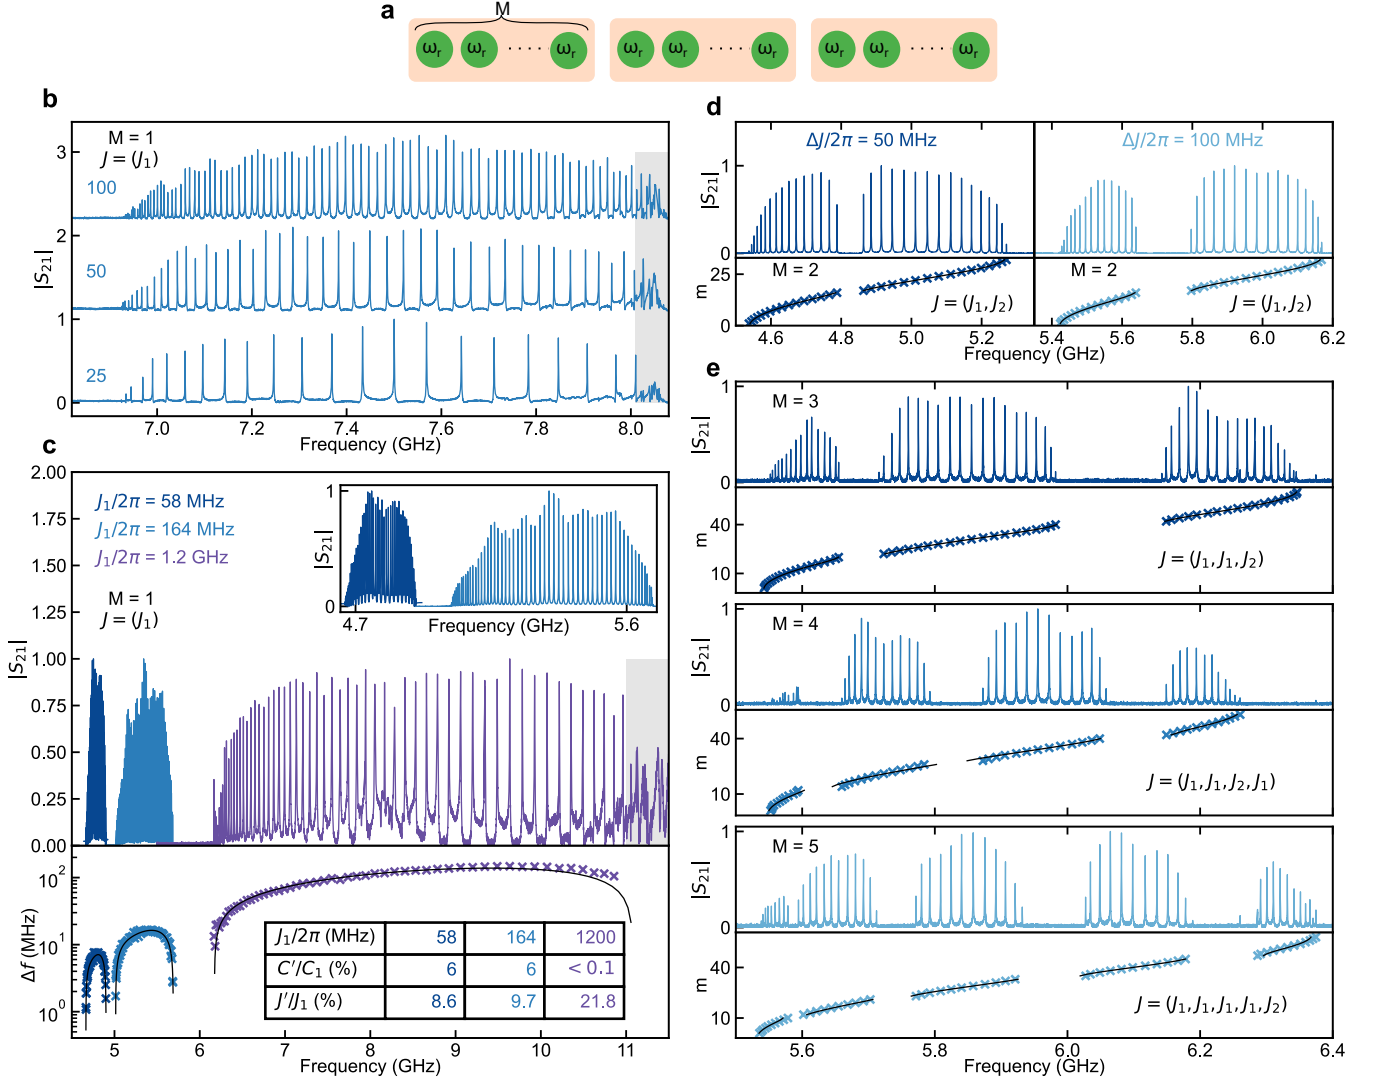 a
M
ωr ωr ····· ωr ωr ωr ····· ωr ωr ωr ····· ωr
b
M = 1
J = (J1)
100
50
25
3
2
1
0
|S21|
7.0 7.2 7.4 7.6 7.8 8.0
Frequency (GHz)
c
2.00
1.75
1.50
1.25
1.00
0.75
0.50
0.25
0.00
|S21|
J1/2π = 58 MHz
J1/2π = 164 MHz
J1/2π = 1.2 GHz
M = 1
J = (J1)
1
0
|S21|
4.7 5.6
Frequency (GHz)
10²
10¹
10⁰
Δf (MHz)
J1/2π (MHz) 58 164 1200
C′/C1 (%) 6 6 < 0.1
J′/J1 (%) 8.6 9.7 21.8
5 6 7 8 9 10 11
Frequency (GHz)
d
ΔJ/2π = 50 MHz ΔJ/2π = 100 MHz
1
0
|S21|
M = 2 M = 2
25
0
m
J = (J1, J2) J = (J1, J2)
4.6 4.8 5.0 5.2 5.4 5.6 5.8 6.0 6.2
Frequency (GHz)
e
M = 3
1
0
|S21|
40
10
m
J = (J1, J1, J2)
M = 4
1
0
|S21|
40
10
m
J = (J1, J1, J2, J1)
M = 5
1
0
|S21|
40
10
m
J = (J1, J1, J1, J1, J2)
5.6 5.8 6.0 6.2 6.4
Frequency (GHz)